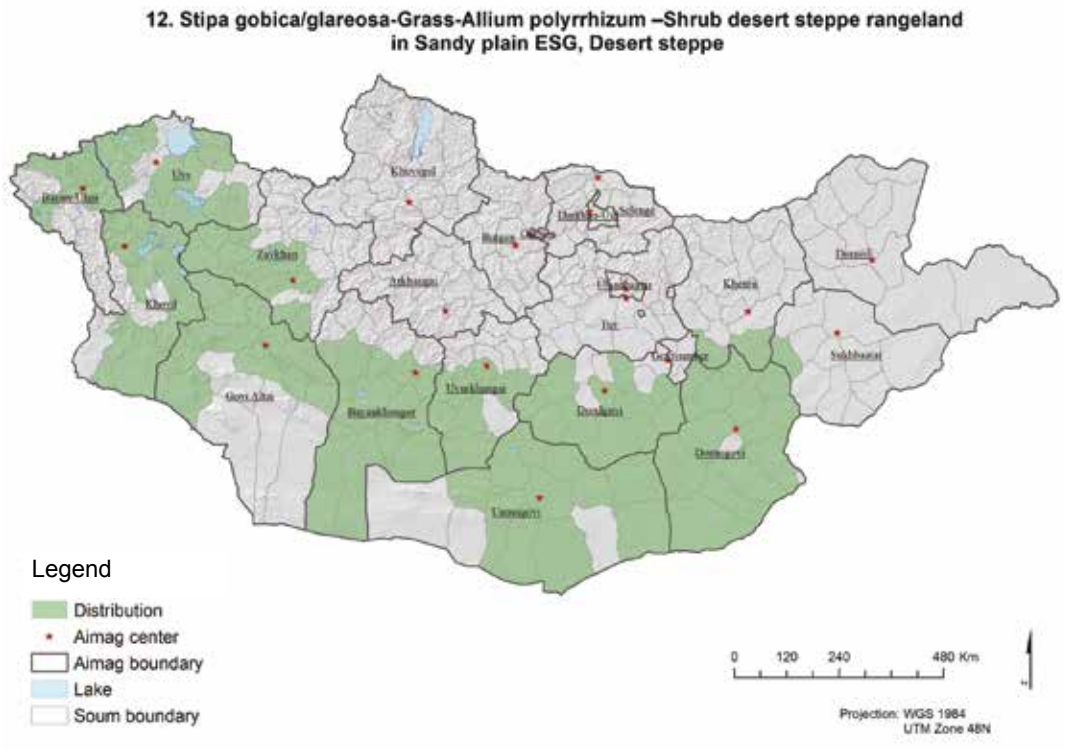 12. Stipa gobica/glareosa-Grass-Allium polyrrhizum –Shrub desert steppe rangeland
in Sandy plain ESG, Desert steppe
Khuvsgul
Uvs
Selenge
Bulgan
Zavkhan
Dornod
Arkhangai
Khentii
Khovd
Tuv
Sukhbaatar
Uvurkhangai
Govi-Altai
Bayankhongor
Dundgovi
Dornogovi
Umnugovi
Legend
Distribution
Aimag center
Aimag boundary
Lake
Soum boundary
0 120 240 480 Km
Projection: WGS 1984
UTM Zone 48N